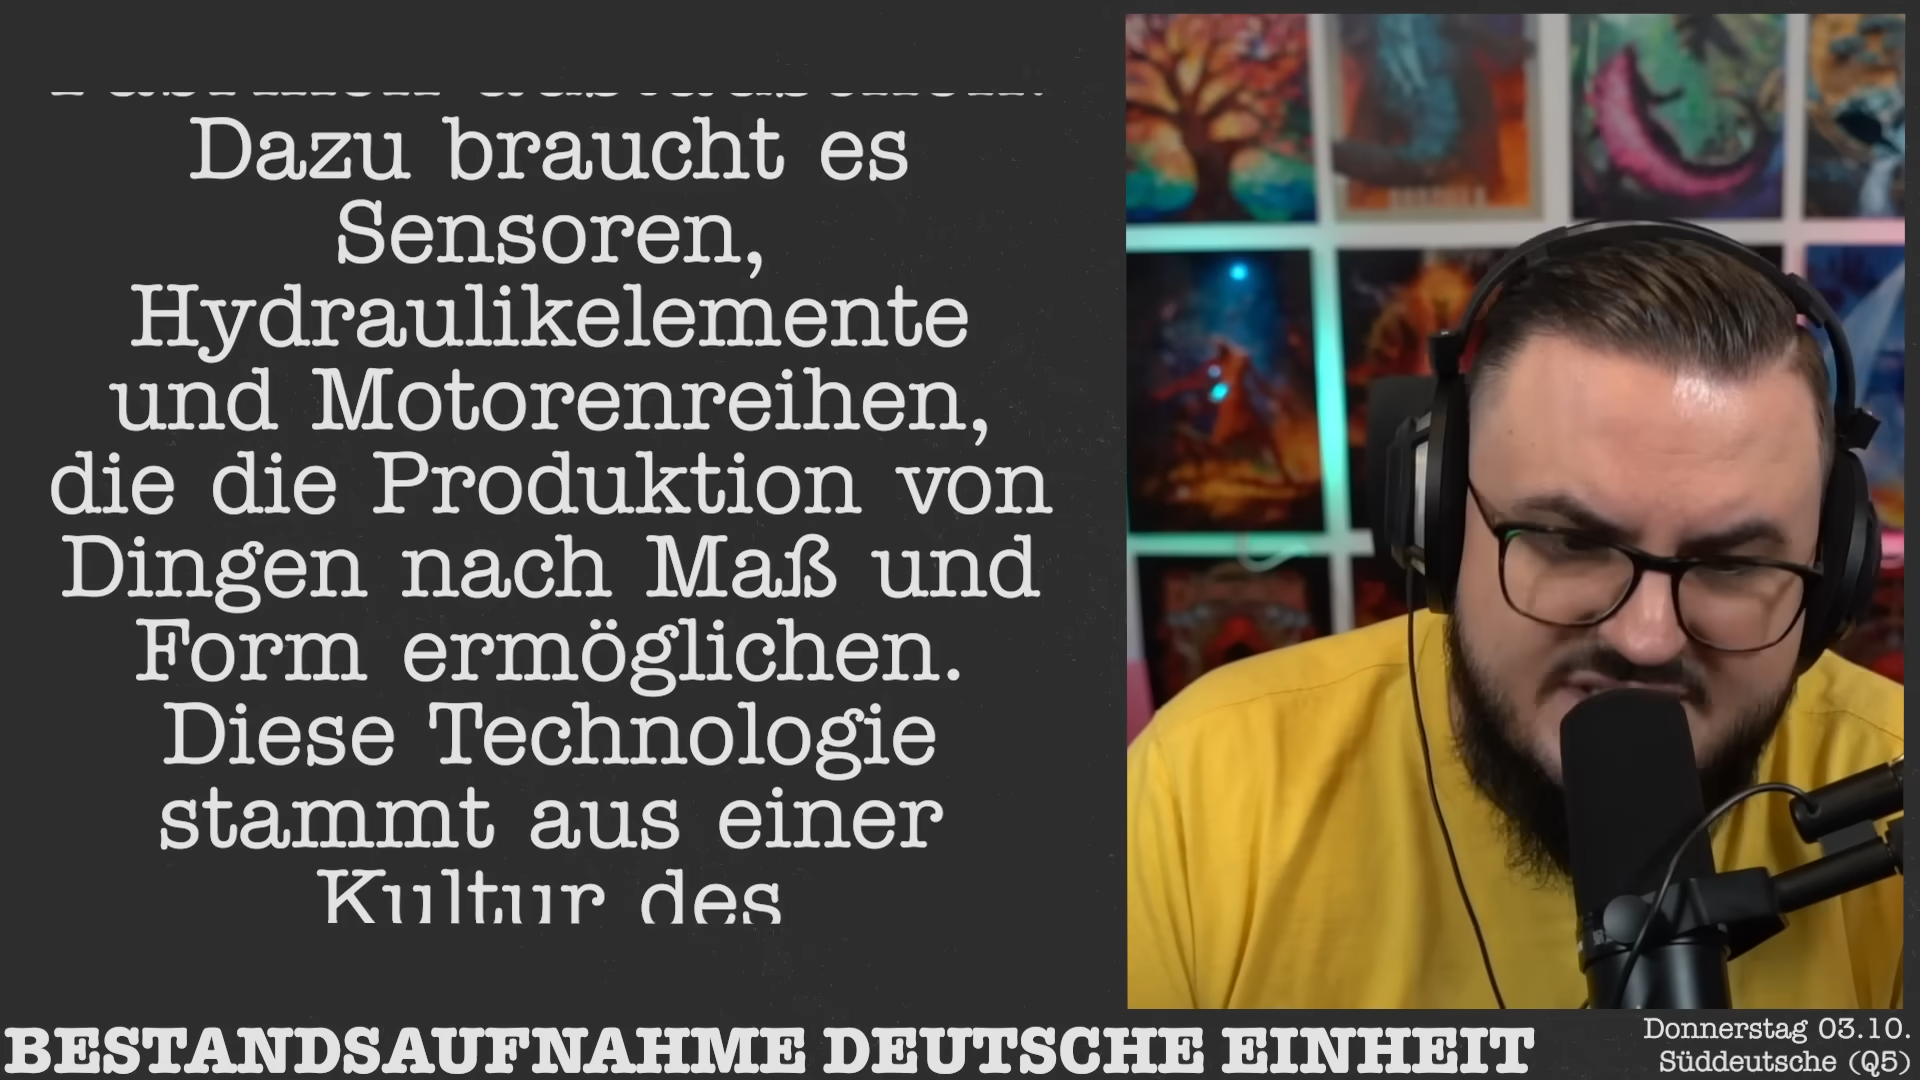 Dazu braucht es
Sensoren,
Hydraulikelemente
und Motorenreihen,
die die Produktion von
Dingen nach Maß und
Form ermöglichen.
Diese Technologie
stammt aus einer
Kultur des
BESTANDSAUFNAHME DEUTSCHE EINHEIT
Donnerstag 03.10.
Süddeutsche (Q5)